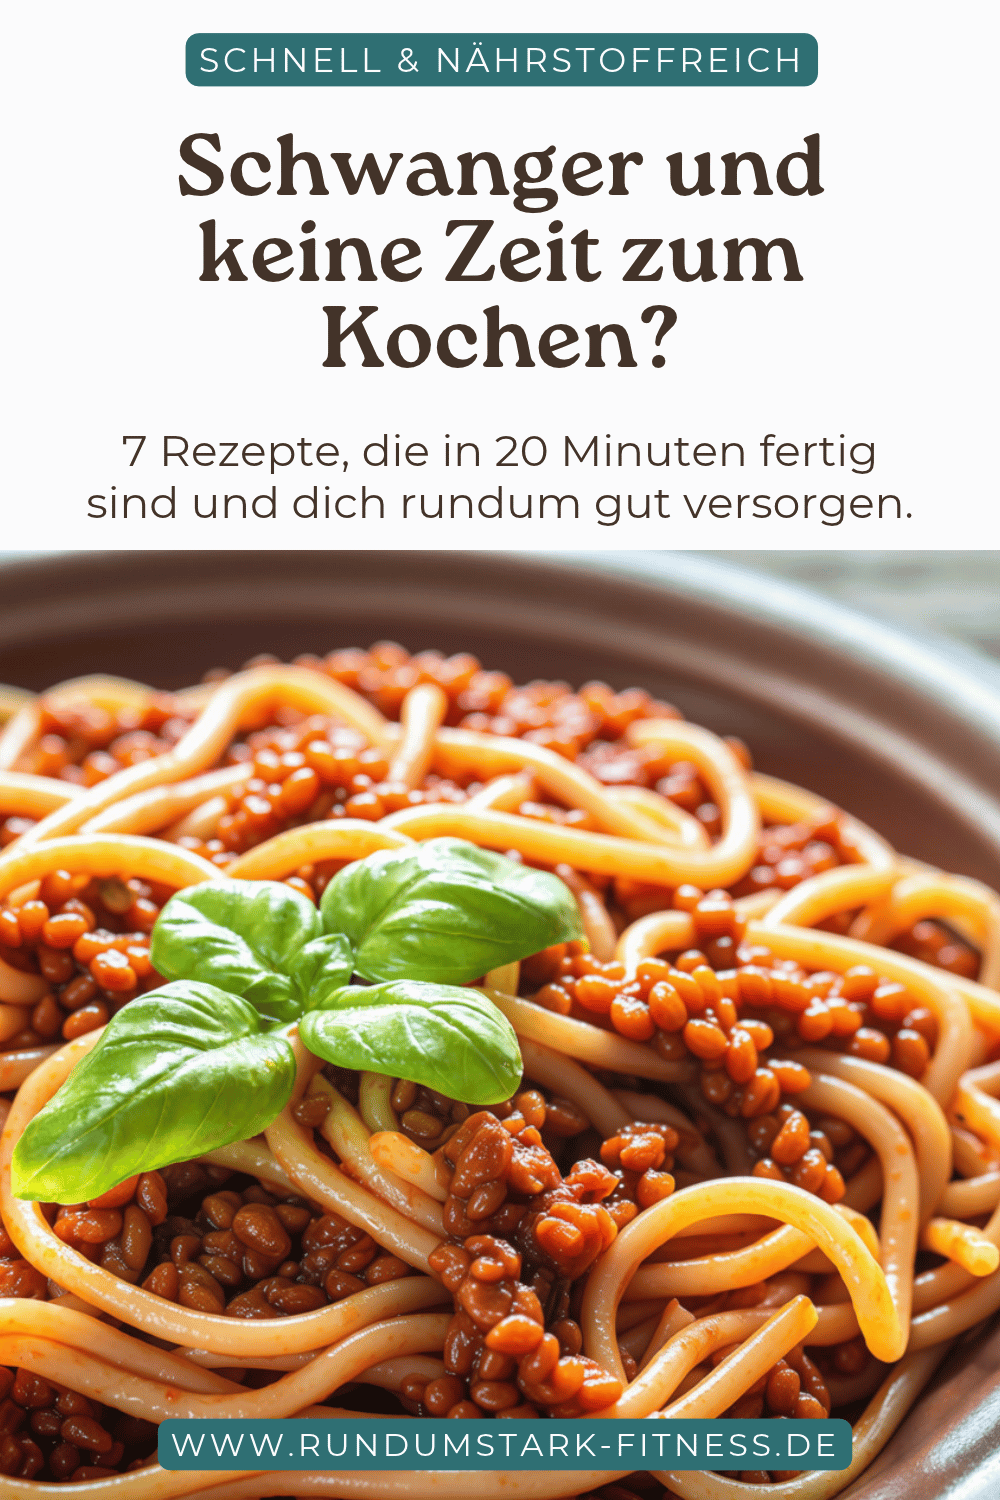 SCHNELL & NÄHRSTOFFREICH
Schwanger und
keine Zeit zum
Kochen?
7 Rezepte, die in 20 Minuten fertig
sind und dich rundum gut versorgen.
WWW.RUNDUMSTARK-FITNESS.DE